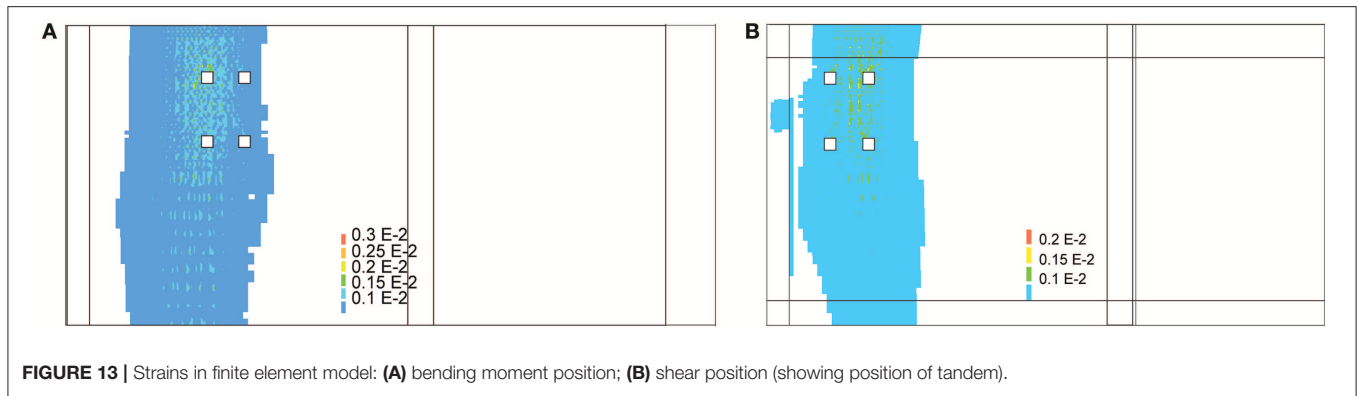 A
B
0.3 E-2
0.25 E-2
0.2 E-2
0.15 E-2
0.1 E-2
0.2 E-2
0.15 E-2
0.1 E-2
FIGURE 13 | Strains in finite element model: (A) bending moment position; (B) shear position (showing position of tandem).